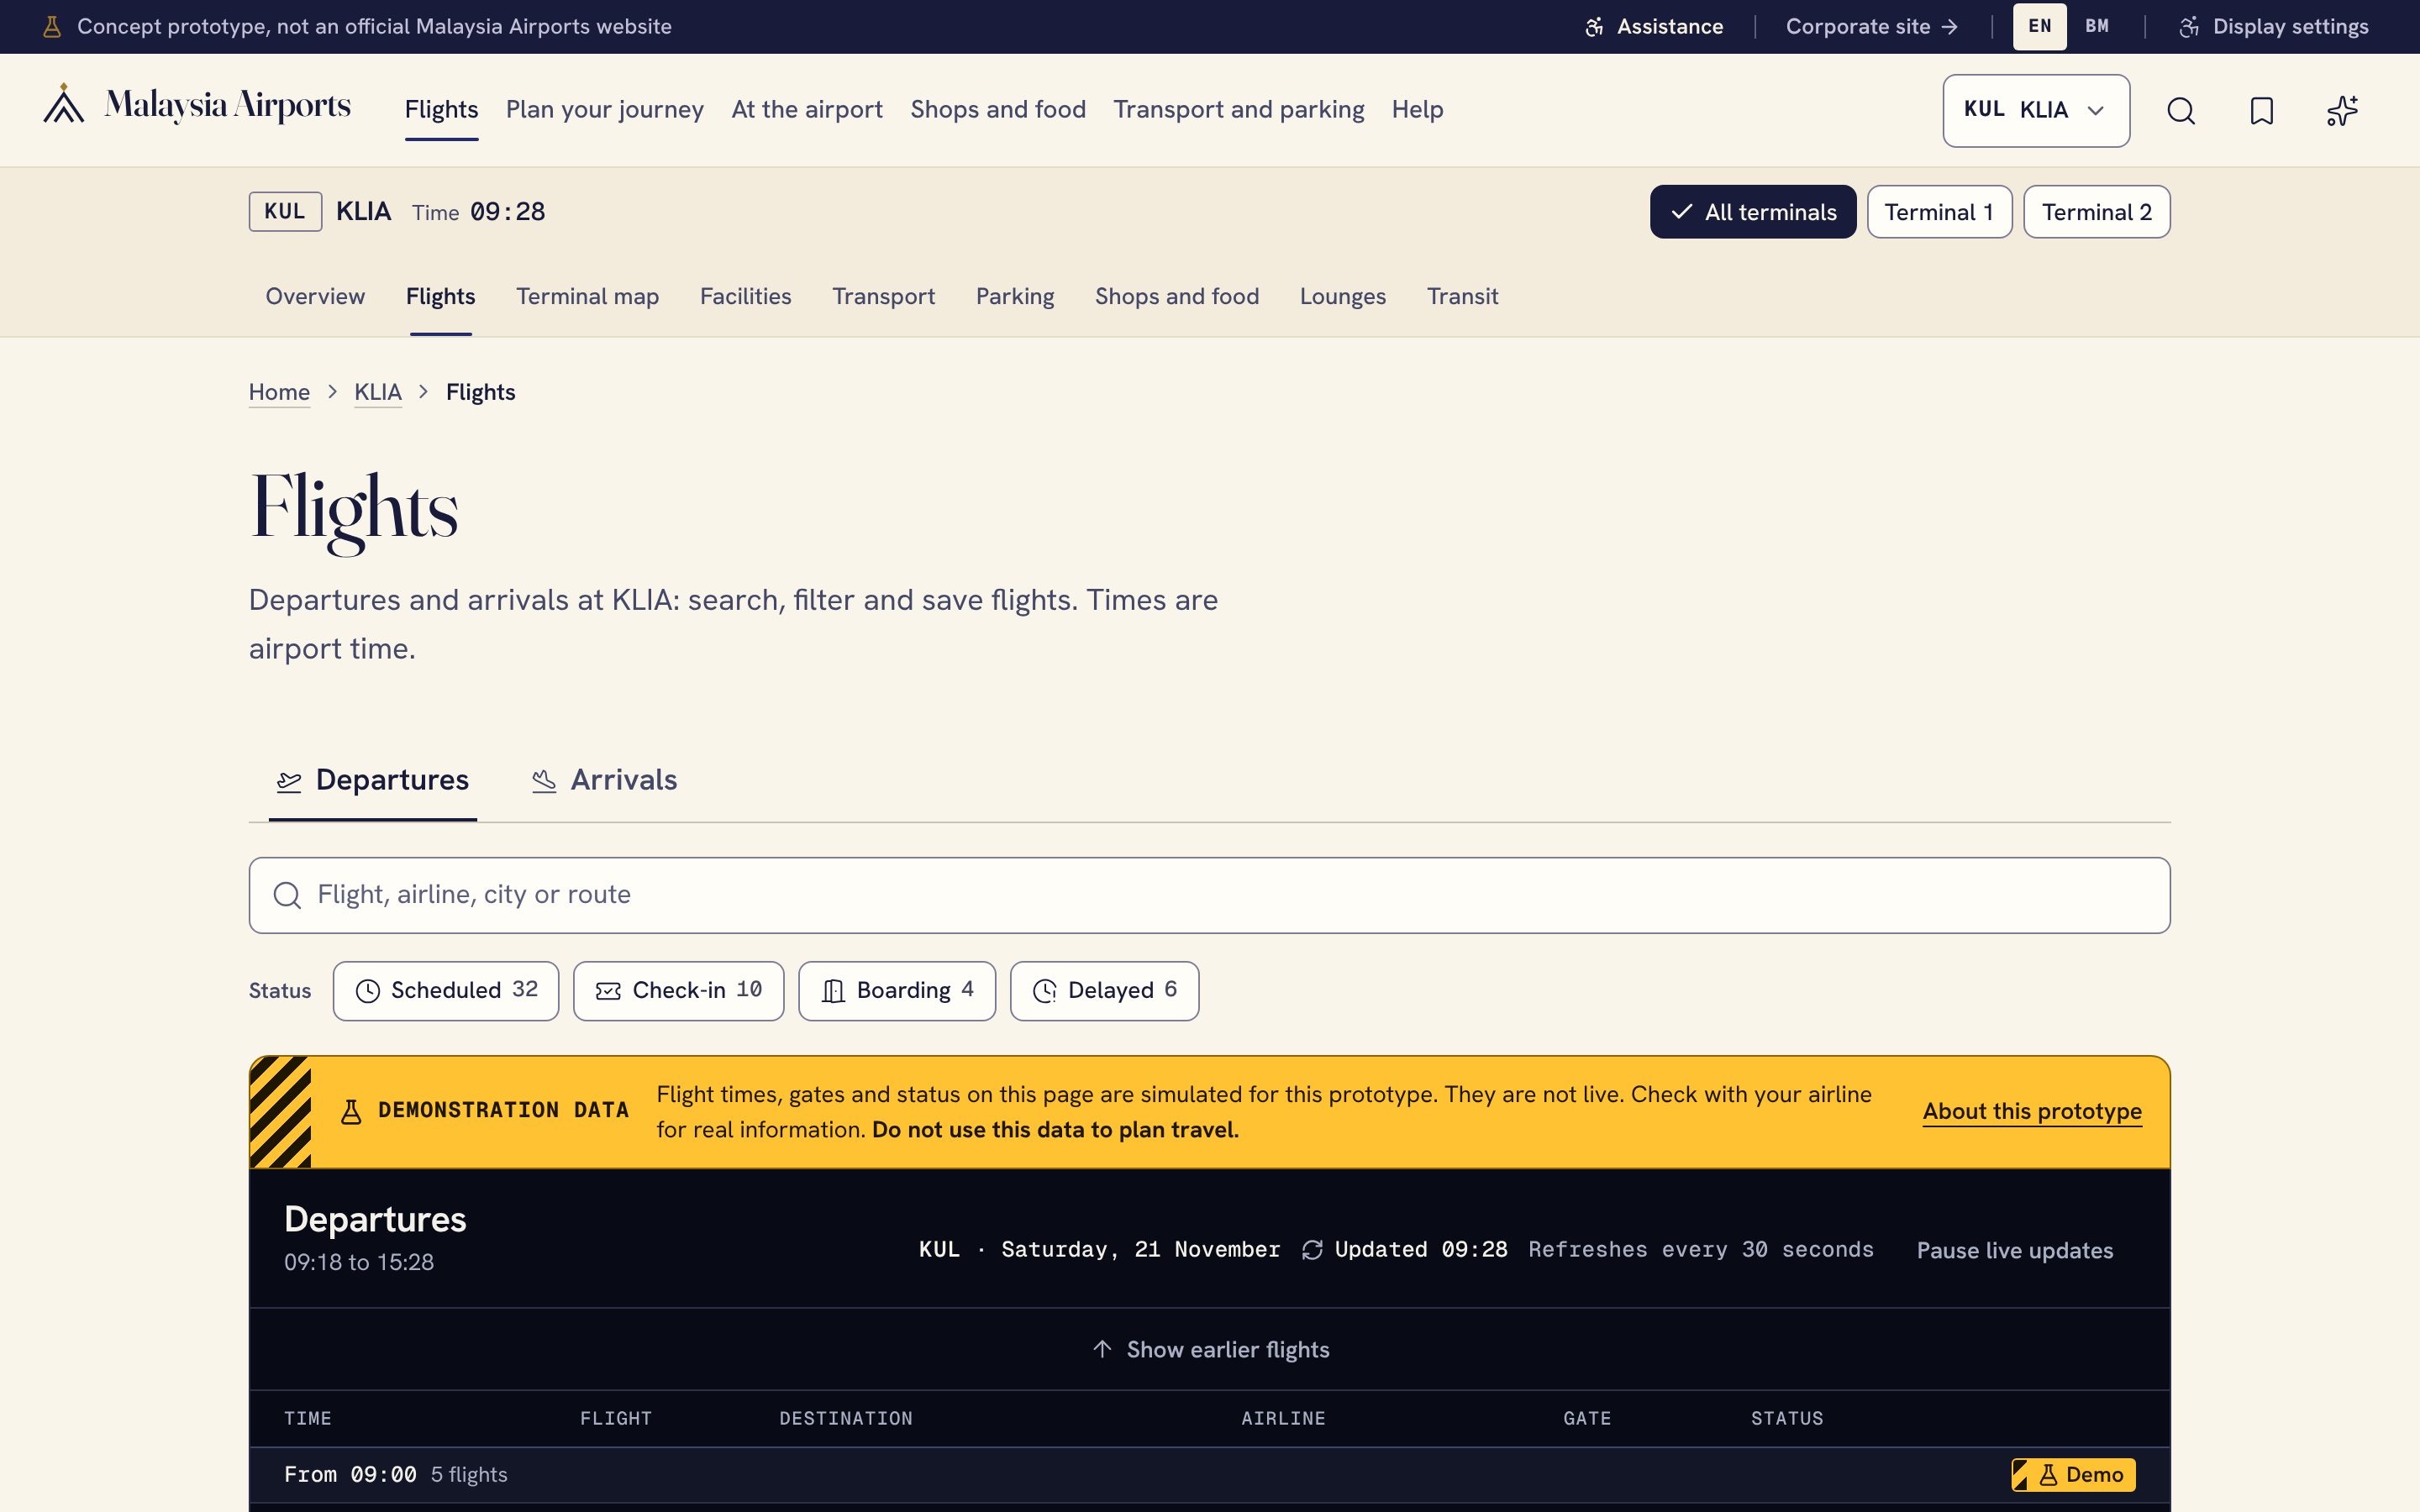 Concept prototype, not an official Malaysia Airports website
Assistance
Corporate site →
EN
BM
Display settings
Malaysia Airports
Flights
Plan your journey
At the airport
Shops and food
Transport and parking
Help
KUL KLIA
KUL KLIA Time 09:28
All terminals
Terminal 1
Terminal 2
Overview
Flights
Terminal map
Facilities
Transport
Parking
Shops and food
Lounges
Transit
Home > KLIA > Flights
Flights
Departures and arrivals at KLIA: search, filter and save flights. Times are
airport time.
Departures
Arrivals
Flight, airline, city or route
Status
Scheduled 32
Check-in 10
Boarding 4
Delayed 6
DEMONSTRATION DATA
Flight times, gates and status on this page are simulated for this prototype. They are not live. Check with your airline
for real information. Do not use this data to plan travel.
About this prototype
Departures
09:18 to 15:28
KUL · Saturday, 21 November
Updated 09:28
Refreshes every 30 seconds
Pause live updates
↑ Show earlier flights
TIME
FLIGHT
DESTINATION
AIRLINE
GATE
STATUS
From 09:00 5 flights
Demo